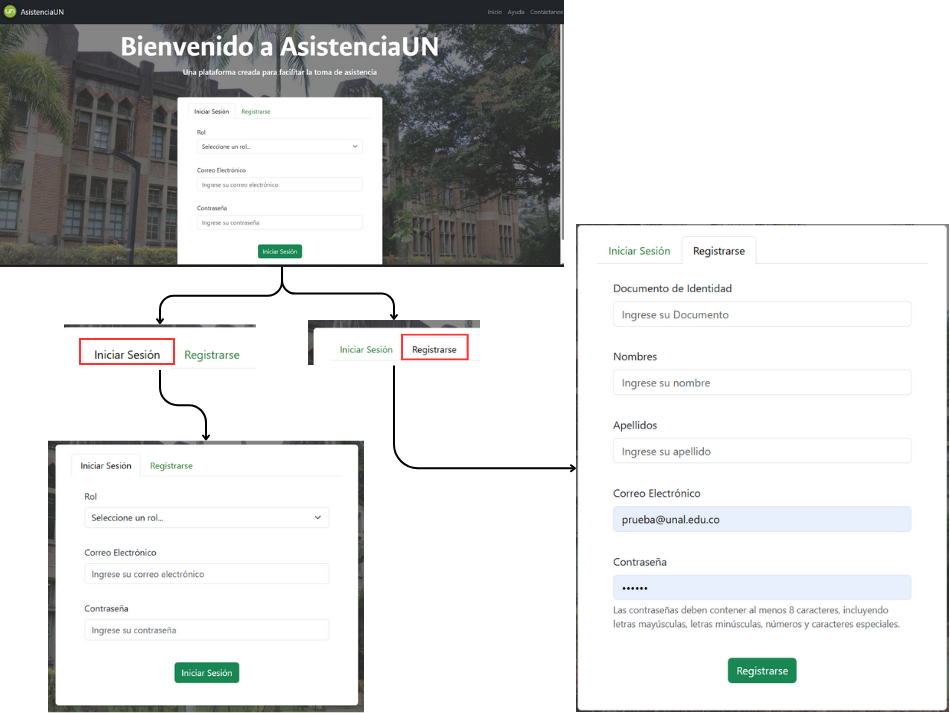 un AsistenciaUN Inicio Ayuda Contáctanos
Bienvenido a AsistenciaUN
Una plataforma creada para facilitar la toma de asistencia
Iniciar Sesión Registrarse
Rol
Seleccione un rol...
Correo Electrónico
Ingrese su correo electrónico
Contraseña
Ingrese su contraseña
Iniciar Sesión
Iniciar Sesión Registrarse
Iniciar Sesión Registrarse
Iniciar Sesión Registrarse
Rol
Seleccione un rol...
Correo Electrónico
Ingrese su correo electrónico
Contraseña
Ingrese su contraseña
Iniciar Sesión
Iniciar Sesión Registrarse
Documento de Identidad
Ingrese su Documento
Nombres
Ingrese su nombre
Apellidos
Ingrese su apellido
Correo Electrónico
prueba@unal.edu.co
Contraseña
••••••
Las contraseñas deben contener al menos 8 caracteres, incluyendo
letras mayúsculas, letras minúsculas, números y caracteres especiales.
Registrarse